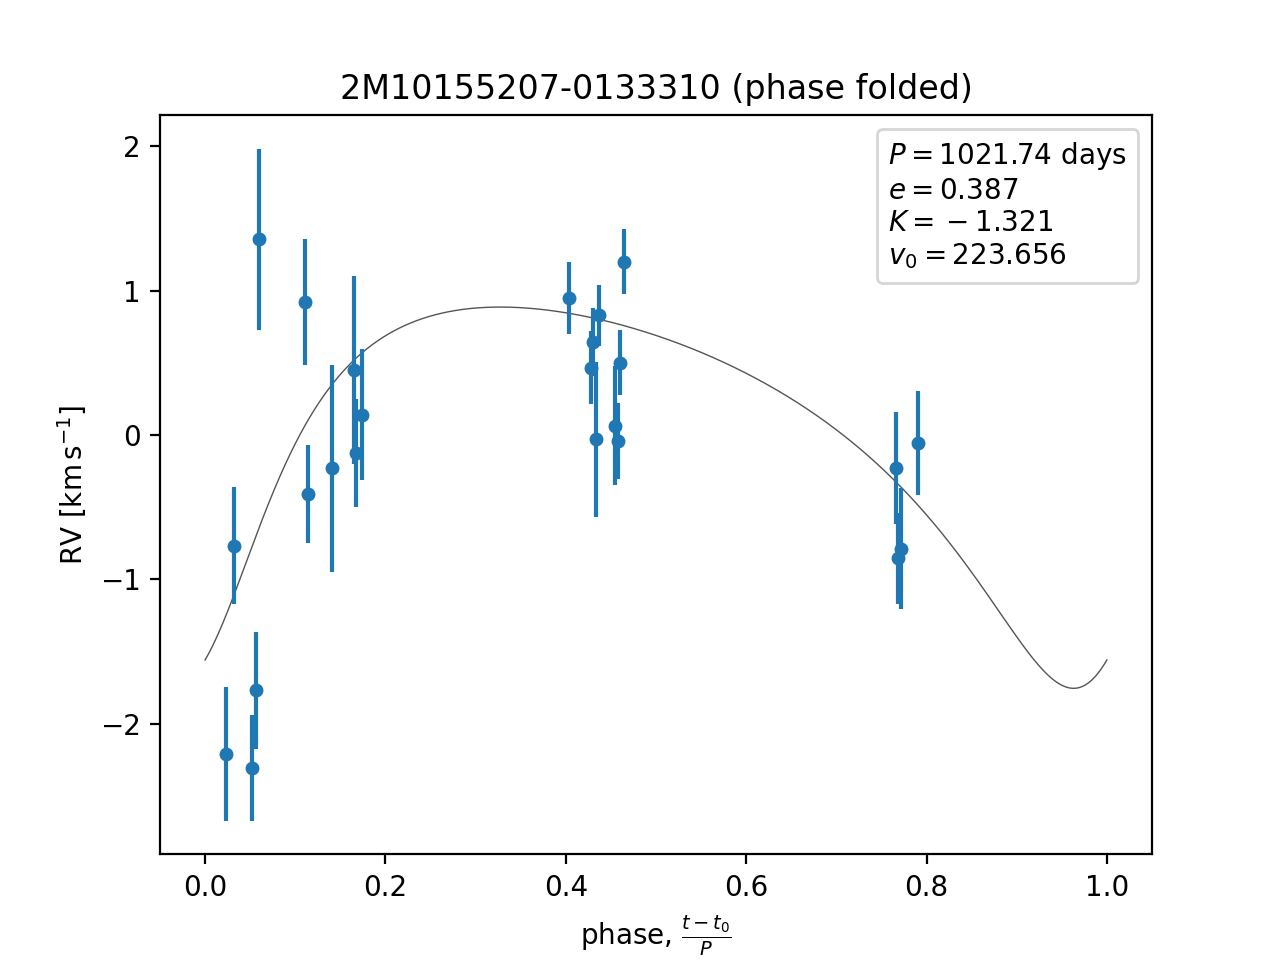 2M10155207-0133310 (phase folded)
P = 1021.74 days
e = 0.387
K = −1.321
v₀ = 223.656
RV [km s⁻¹]
2
1
0
−1
−2
0.0 0.2 0.4 0.6 0.8 1.0
phase, (t − t₀)/P